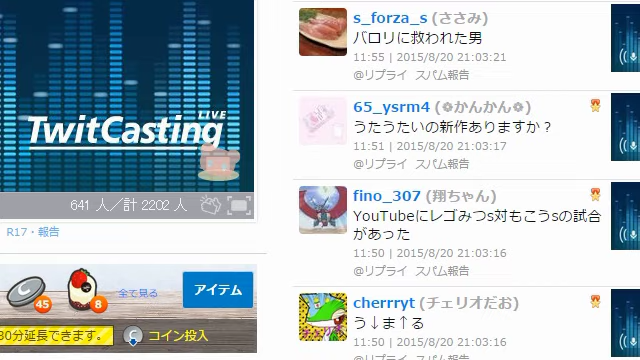 TwitCasting
LIVE
641 人／計 2202 人
R17・報告
45
8
全て見る
アイテム
30分延長できます。
C
コイン投入
s_forza_s (ささみ)
バロリに救われた男
11:55 | 2015/8/20 21:03:21
@リプライ スパム報告
65_ysrm4 (❁かんかん❁)
うたうたいの新作ありますか？
11:51 | 2015/8/20 21:03:17
@リプライ スパム報告
fino_307 (翔ちゃん)
YouTubeにレゴみつs対もこうsの試合
があった
11:50 | 2015/8/20 21:03:16
@リプライ スパム報告
cherrryt (チェリオだお)
う↓ま↑る
11:50 | 2015/8/20 21:03:16
@リプライ スパム報告